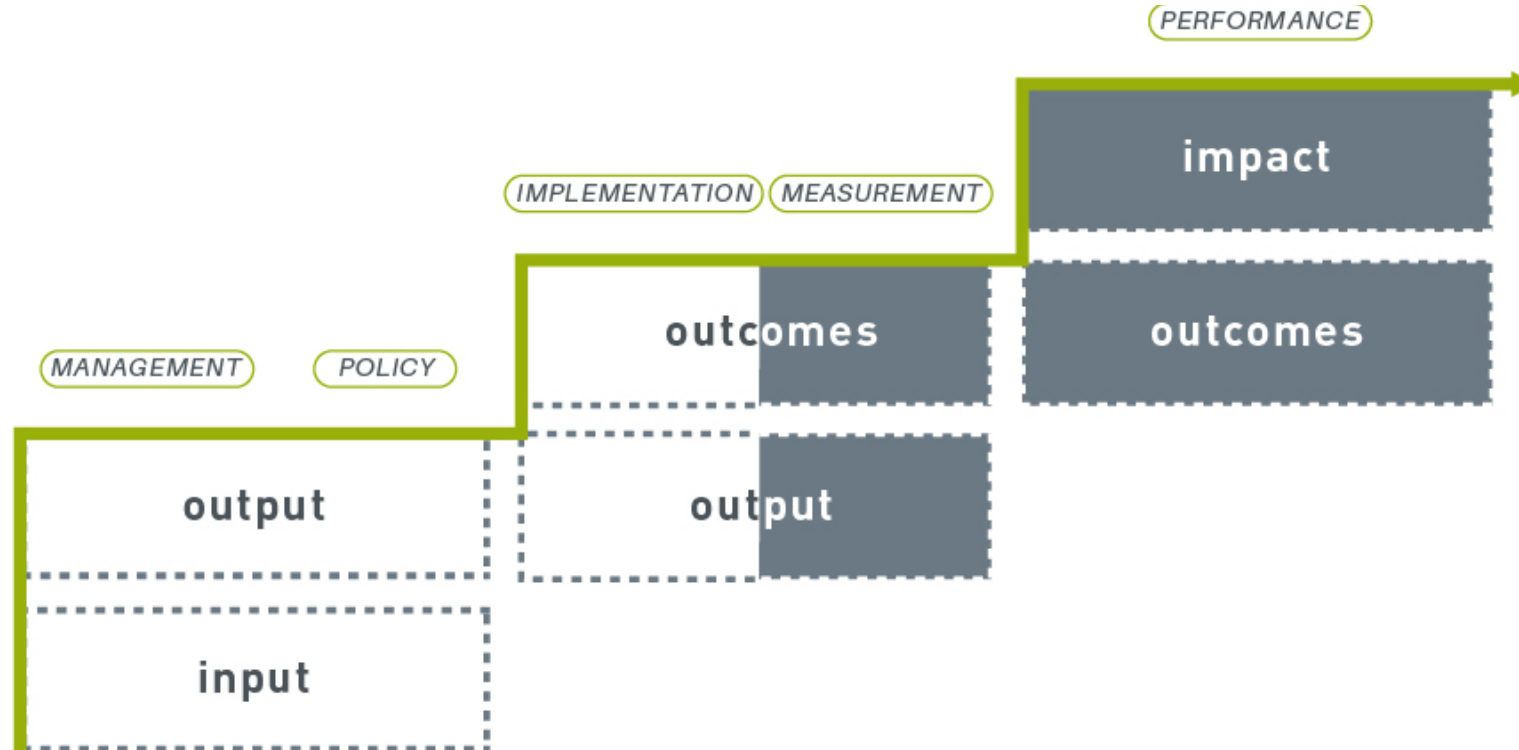 PERFORMANCE
impact
IMPLEMENTATION MEASUREMENT
outcomes outcomes
MANAGEMENT POLICY
output output
input